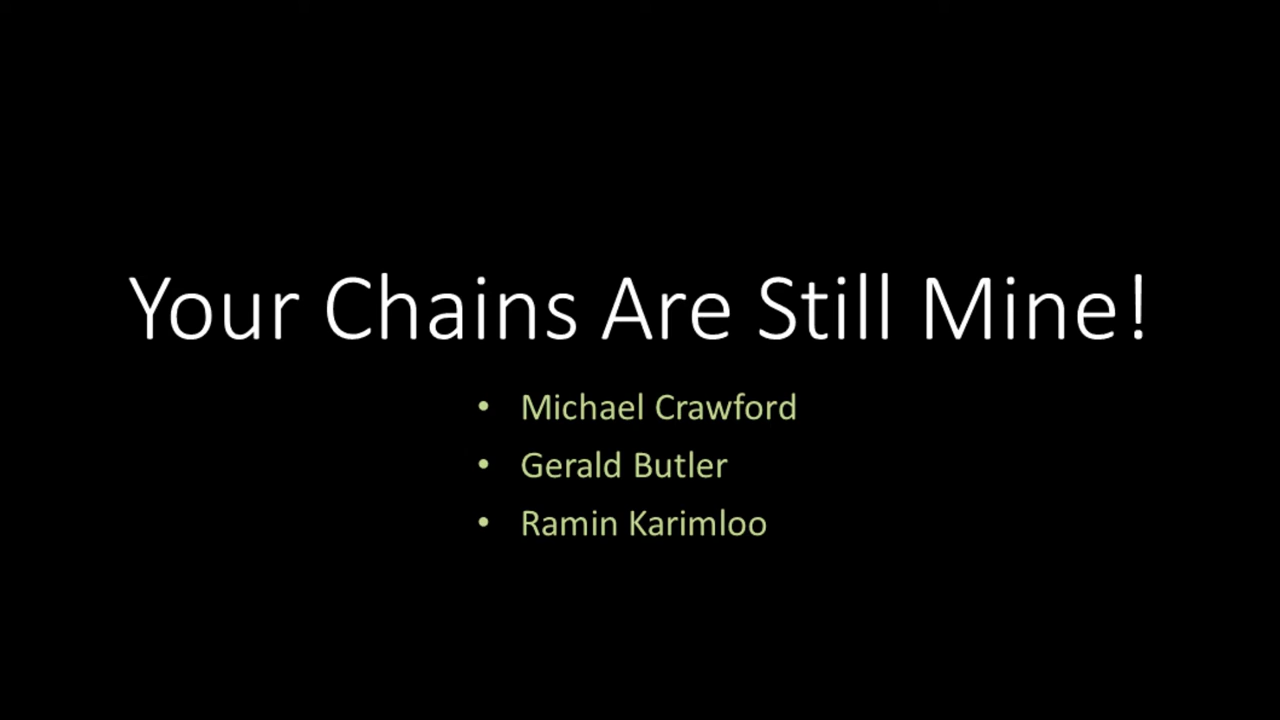 Your Chains Are Still Mine!
• Michael Crawford
• Gerald Butler
• Ramin Karimloo